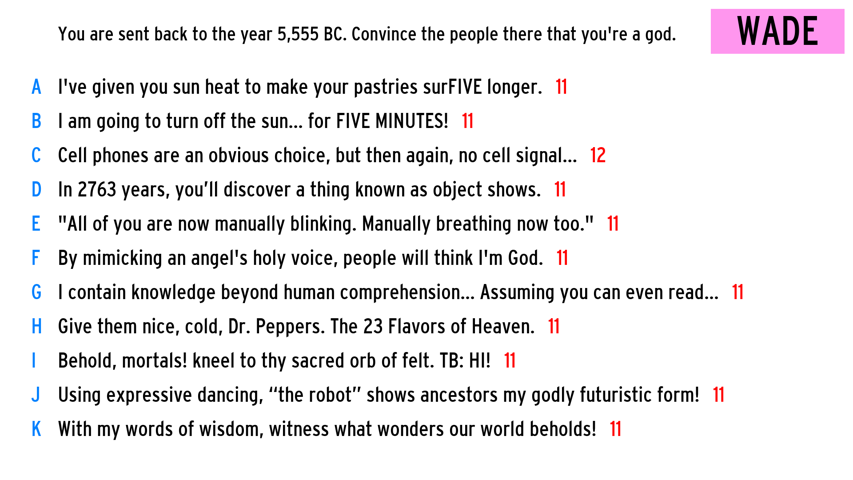 You are sent back to the year 5,555 BC. Convince the people there that you're a god.
WADE
A I've given you sun heat to make your pastries surFIVE longer. 11
B I am going to turn off the sun... for FIVE MINUTES! 11
C Cell phones are an obvious choice, but then again, no cell signal... 12
D In 2763 years, you’ll discover a thing known as object shows. 11
E "All of you are now manually blinking. Manually breathing now too." 11
F By mimicking an angel's holy voice, people will think I'm God. 11
G I contain knowledge beyond human comprehension... Assuming you can even read... 11
H Give them nice, cold, Dr. Peppers. The 23 Flavors of Heaven. 11
I Behold, mortals! kneel to thy sacred orb of felt. TB: HI! 11
J Using expressive dancing, “the robot” shows ancestors my godly futuristic form! 11
K With my words of wisdom, witness what wonders our world beholds! 11